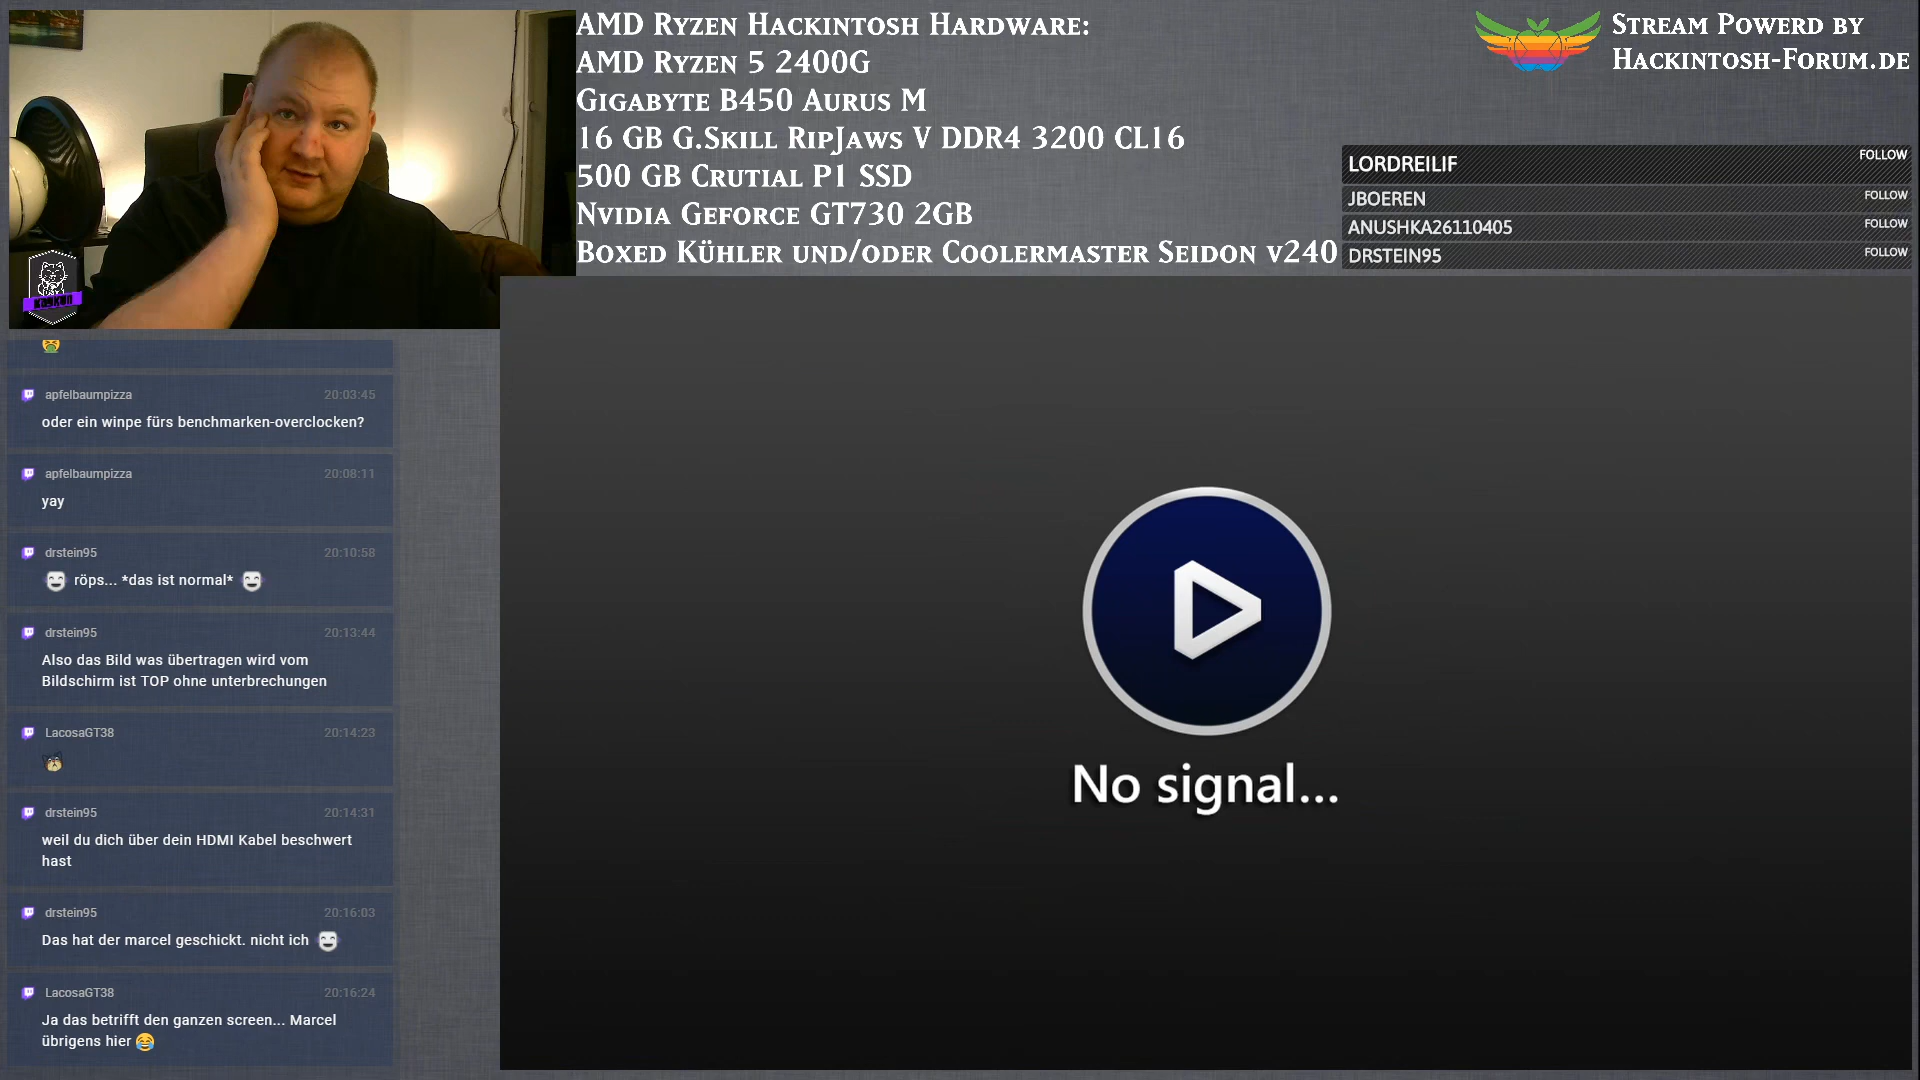 AMD Ryzen Hackintosh Hardware:
AMD Ryzen 5 2400G
Gigabyte B450 Aurus M
16 GB G.Skill RipJaws V DDR4 3200 CL16
500 GB Crutial P1 SSD
Nvidia Geforce GT730 2GB
Boxed Kühler und/oder Coolermaster Seidon v240
Stream Powerd by
Hackintosh-Forum.de
LORDREILIF FOLLOW
JBOEREN FOLLOW
ANUSHKA26110405 FOLLOW
DRSTEIN95 FOLLOW
apfelbaumpizza 20:03:45
oder ein winpe fürs benchmarken-overclocken?
apfelbaumpizza 20:08:11
yay
drstein95 20:10:58
röps... *das ist normal*
drstein95 20:13:44
Also das Bild was übertragen wird vom
Bildschirm ist TOP ohne unterbrechungen
LacosaGT38 20:14:23
drstein95 20:14:31
weil du dich über dein HDMI Kabel beschwert
hast
drstein95 20:16:03
Das hat der marcel geschickt. nicht ich
LacosaGT38 20:16:24
Ja das betrifft den ganzen screen... Marcel
übrigens hier
No signal...